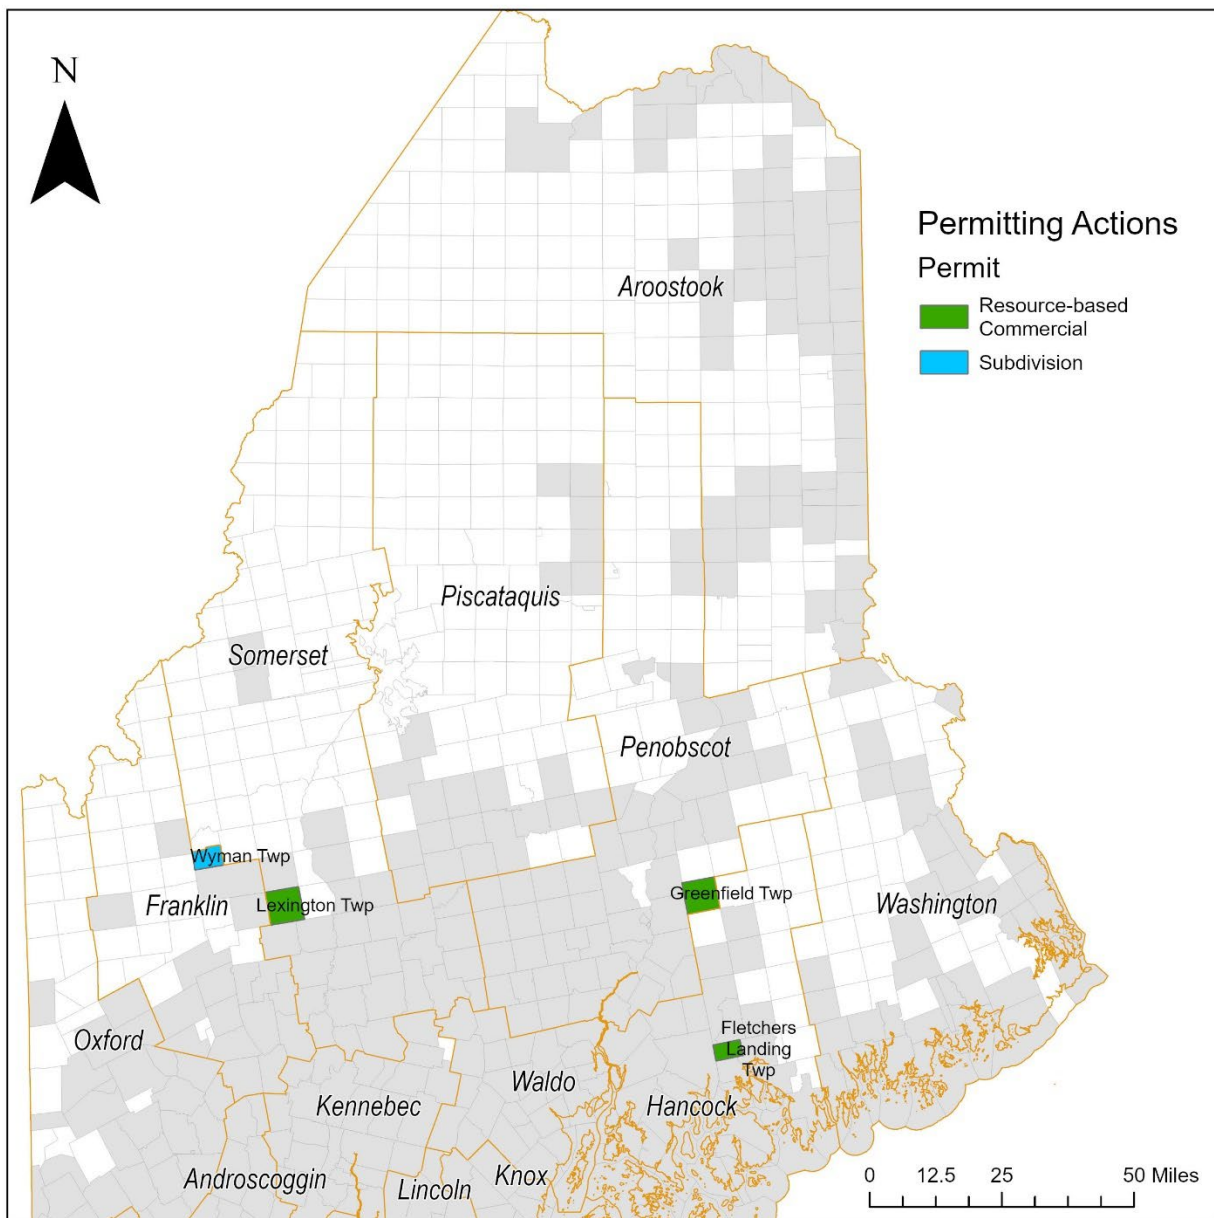 N
Permitting Actions
Permit
Resource-based
Commercial
Subdivision
Aroostook
Piscataquis
Somerset
Penobscot
Wyman Twp
Franklin
Lexington Twp
Greenfield Twp
Washington
Oxford
Fletchers
Landing
Twp
Waldo
Kennebec
Hancock
Androscoggin
Lincoln
Knox
0 12.5 25 50 Miles